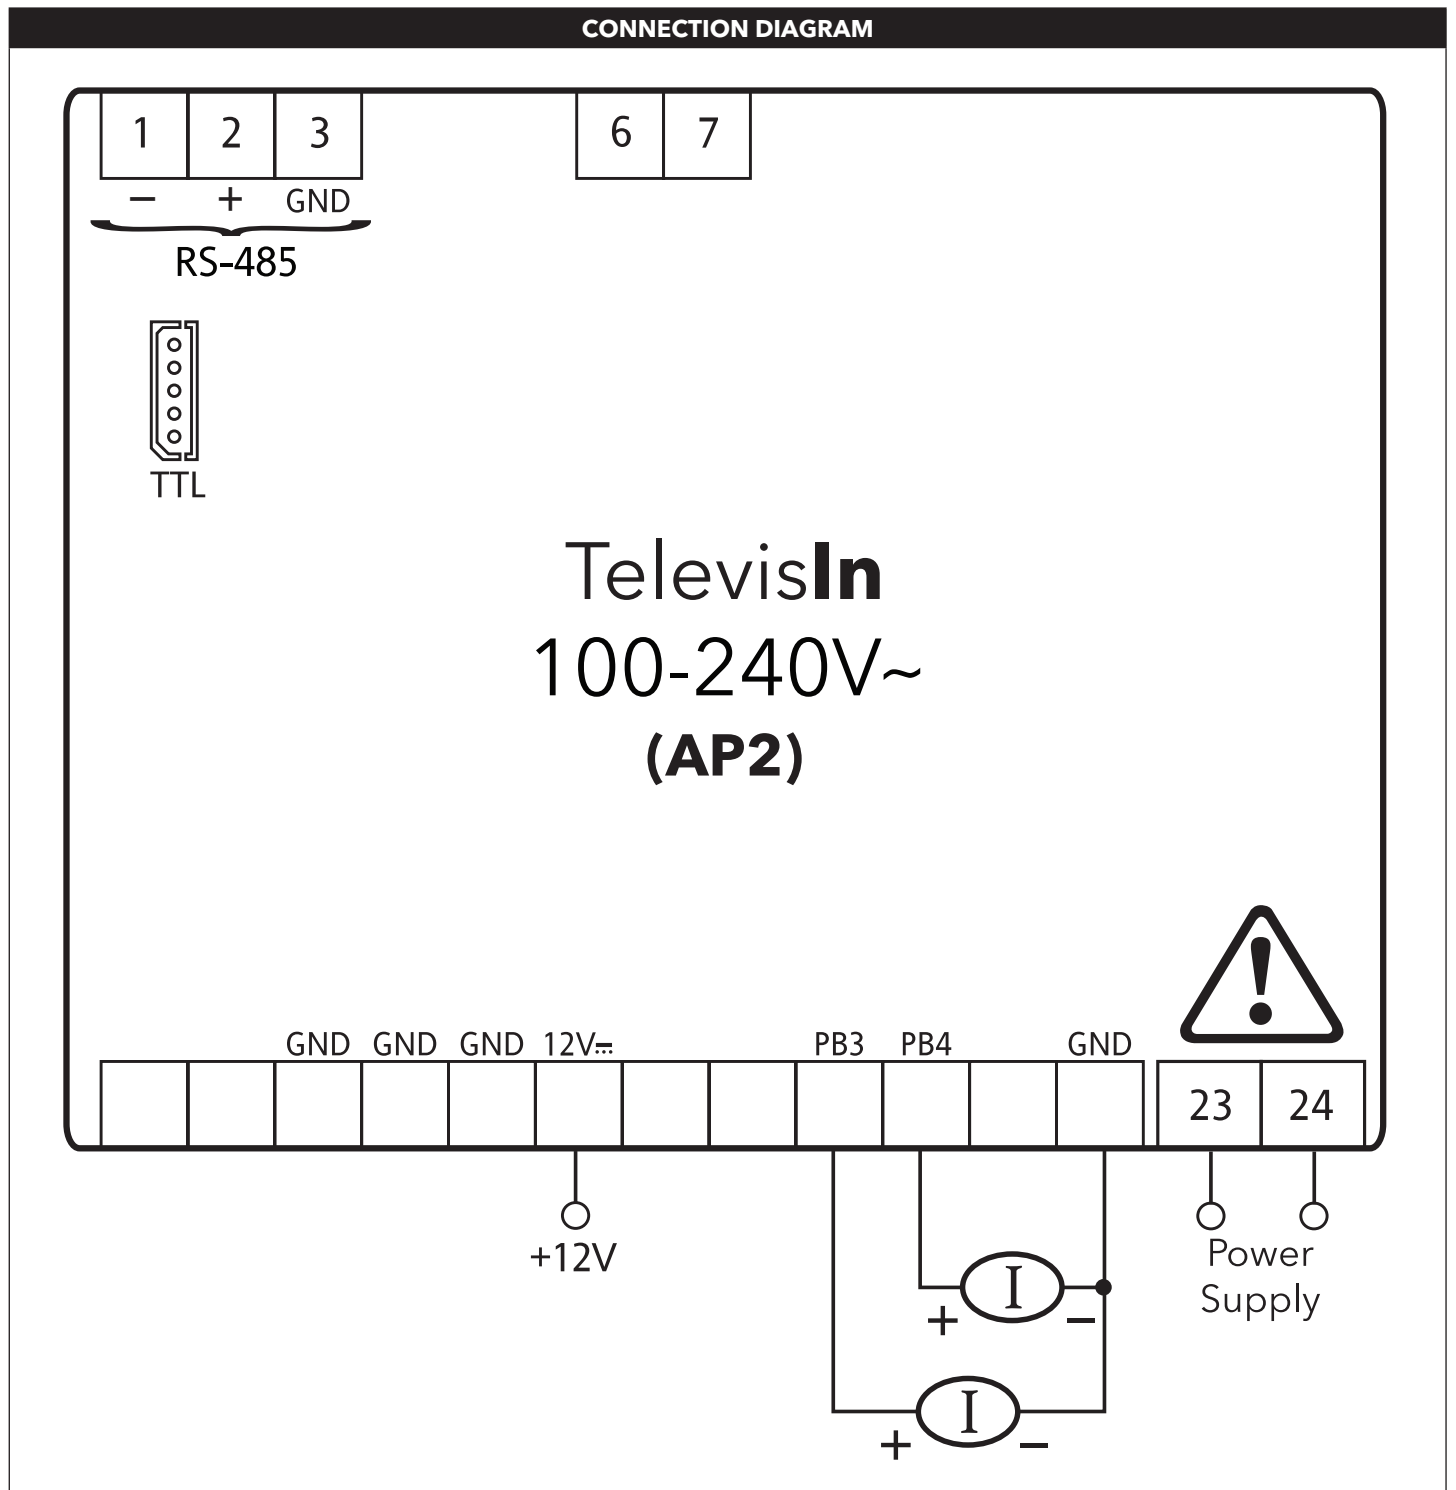 CONNECTION DIAGRAM
1 2 3 6 7
− + GND
RS-485
TTL
TelevisIn
100-240V~
(AP2)
!
GND GND GND 12V⎓ PB3 PB4 GND
23 24
+12V
Power
Supply
I
+ −
I
+ −